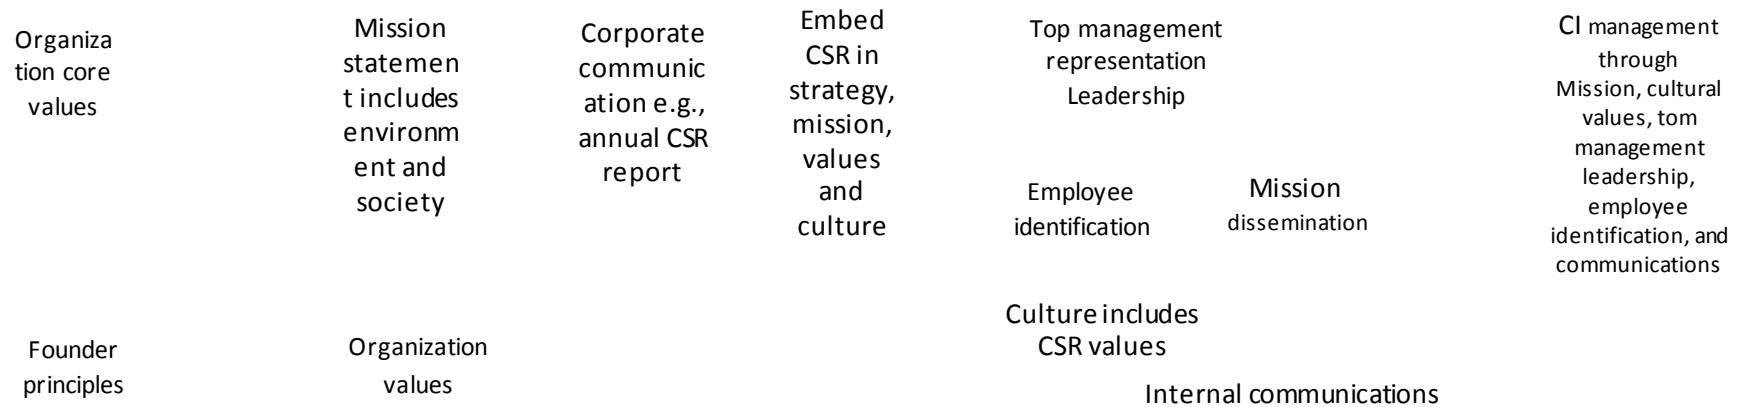 Organiza
tion core
values
Mission
statemen
t includes
environm
ent and
society
Corporate
communic
ation e.g.,
annual CSR
report
Embed
CSR in
strategy,
mission,
values
and
culture
Top management
representation
Leadership
CI management
through
Mission, cultural
values, tom
management
leadership,
employee
identification, and
communications
Employee
identification
Mission
dissemination
Culture includes
CSR values
Founder
principles
Organization
values
Internal communications